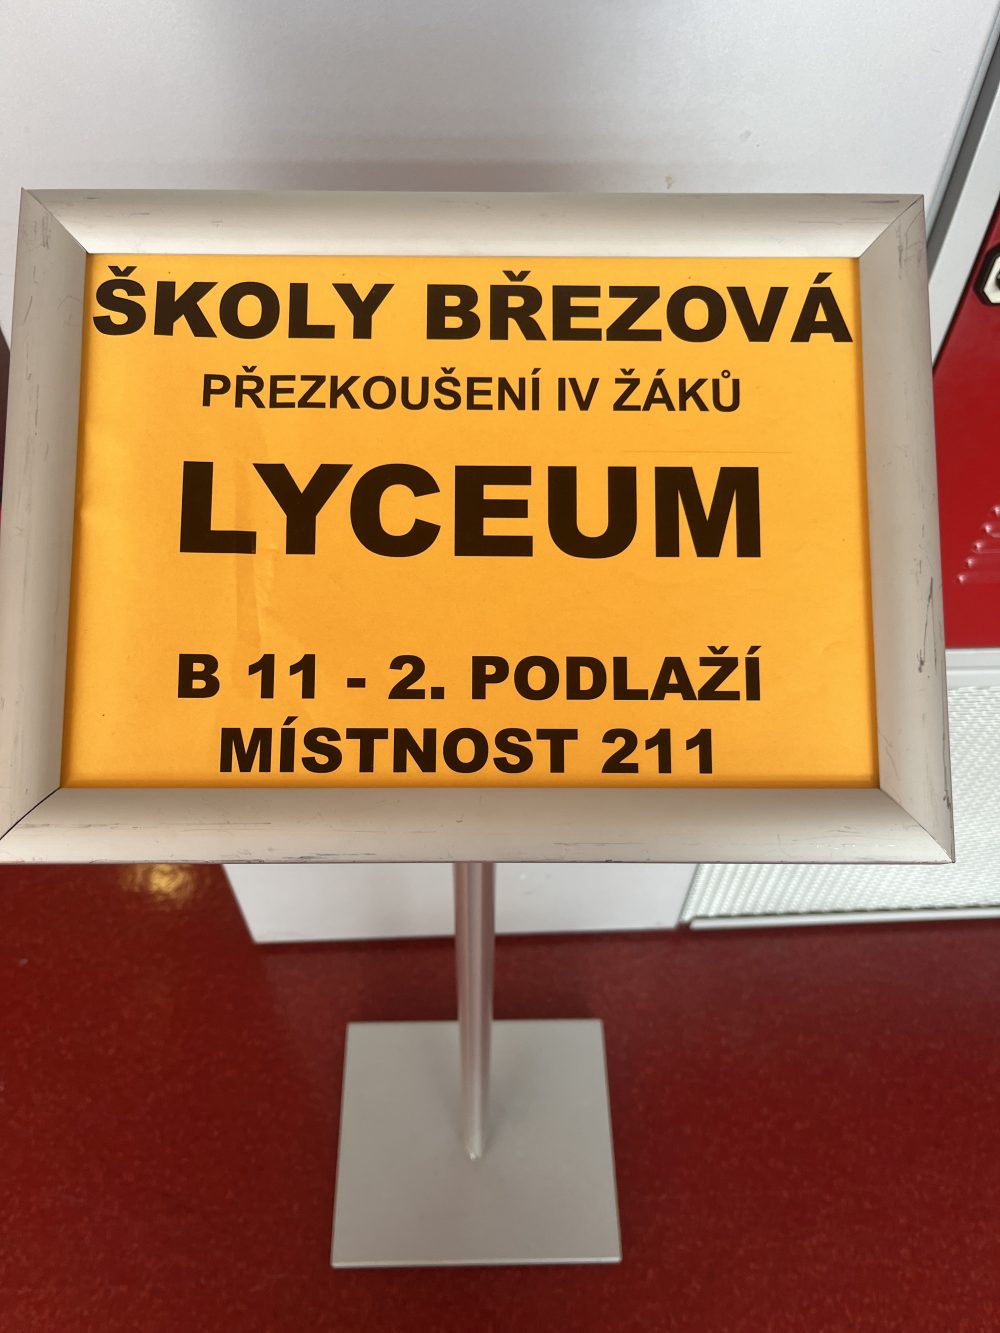 ŠKOLY BŘEZOVÁ
PŘEZKOUŠENÍ IV ŽÁKŮ
LYCEUM
B 11 - 2. PODLAŽÍ
MÍSTNOST 211